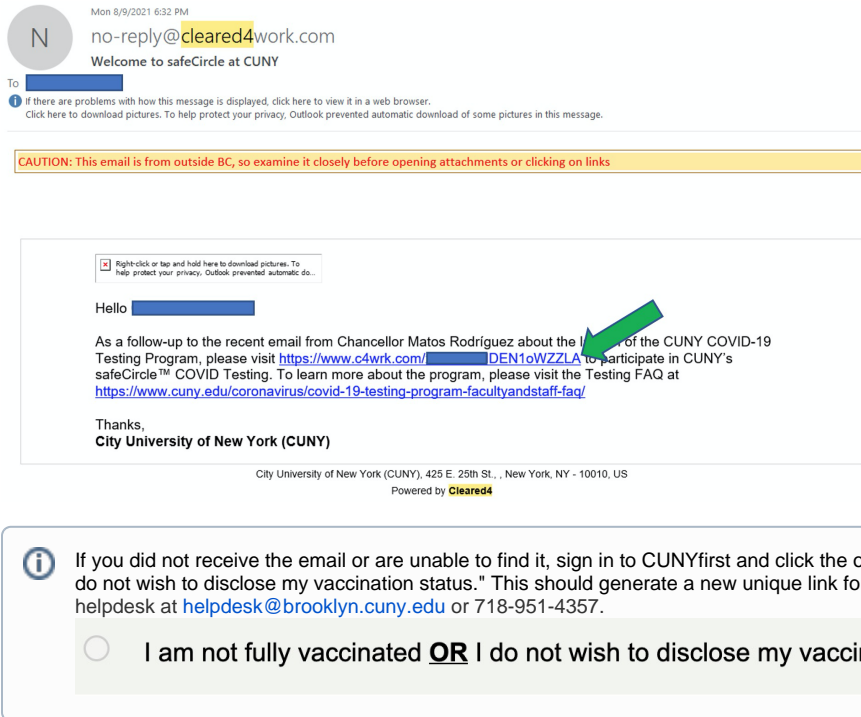 Mon 8/9/2021 6:32 PM
N
no-reply@cleared4work.com
Welcome to safeCircle at CUNY
To
If there are problems with how this message is displayed, click here to view it in a web browser.
Click here to download pictures. To help protect your privacy, Outlook prevented automatic download of some pictures in this message.
CAUTION: This email is from outside BC, so examine it closely before opening attachments or clicking on links
Right-click or tap and hold here to download pictures. To
help protect your privacy, Outlook prevented automatic do...
Hello
As a follow-up to the recent email from Chancellor Matos Rodríguez about the of the CUNY COVID-19
Testing Program, please visit https://www.c4wrk.com/ DEN1oWZZLA to participate in CUNY's
safeCircle™ COVID Testing. To learn more about the program, please visit the Testing FAQ at
https://www.cuny.edu/coronavirus/covid-19-testing-program-facultyandstaff-faq/
Thanks,
City University of New York (CUNY)
City University of New York (CUNY), 425 E. 25th St., , New York, NY - 10010, US
Powered by Cleared4
If you did not receive the email or are unable to find it, sign in to CUNYfirst and click the
do not wish to disclose my vaccination status." This should generate a new unique link
helpdesk at helpdesk@brooklyn.cuny.edu or 718-951-4357.
I am not fully vaccinated OR I do not wish to disclose my